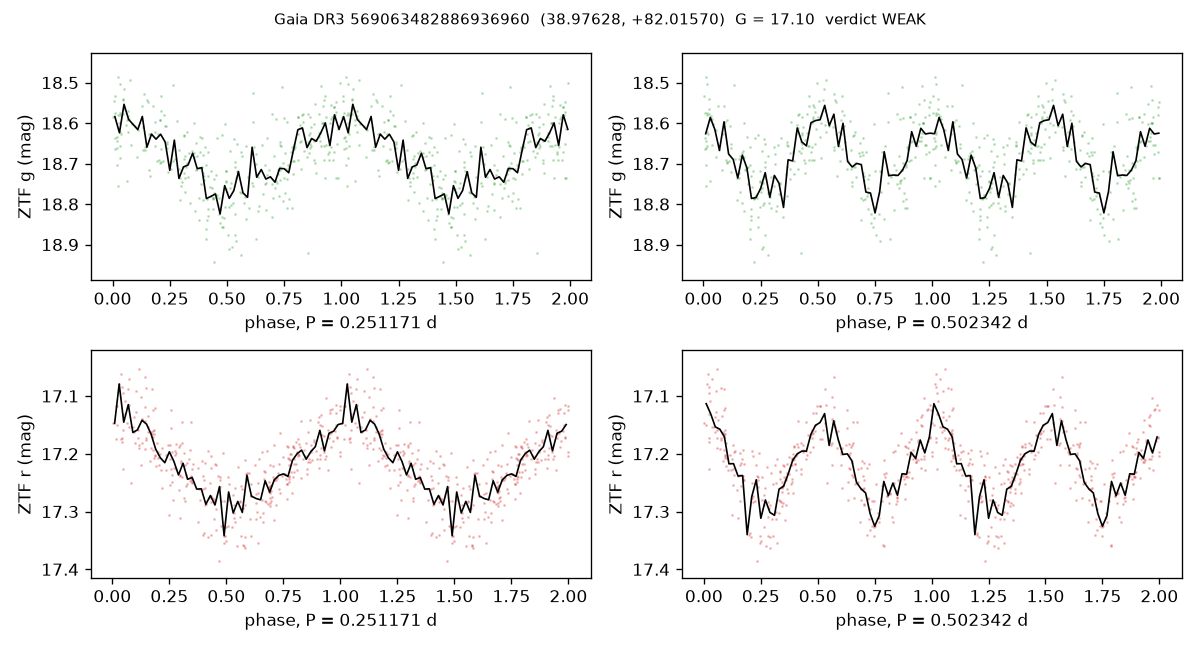 Gaia DR3 569063482886936960 (38.97628, +82.01570) G = 17.10 verdict WEAK
ZTF g (mag)
18.5
18.6
18.7
18.8
18.9
0.00 0.25 0.50 0.75 1.00 1.25 1.50 1.75 2.00
phase, P = 0.251171 d
ZTF g (mag)
18.5
18.6
18.7
18.8
18.9
0.00 0.25 0.50 0.75 1.00 1.25 1.50 1.75 2.00
phase, P = 0.502342 d
ZTF r (mag)
17.1
17.2
17.3
17.4
0.00 0.25 0.50 0.75 1.00 1.25 1.50 1.75 2.00
phase, P = 0.251171 d
ZTF r (mag)
17.1
17.2
17.3
17.4
0.00 0.25 0.50 0.75 1.00 1.25 1.50 1.75 2.00
phase, P = 0.502342 d